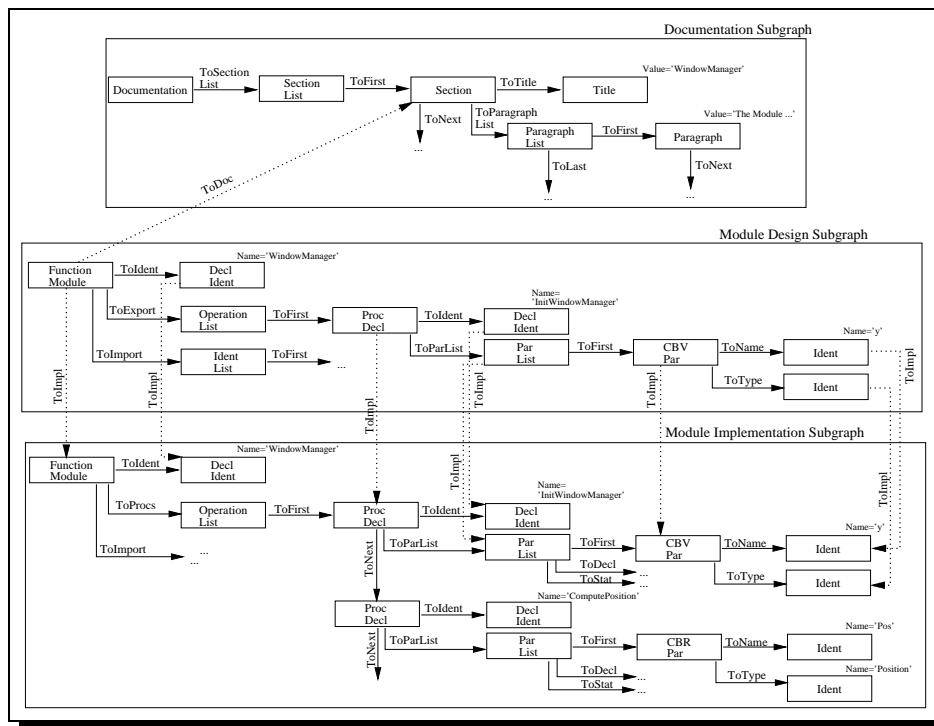 Documentation Subgraph
Value='WindowManager'
ToSection
List
ToFirst
ToTitle
Documentation
Section
List
Section
Title
ToNext
ToParagraph
List
Value='The Module ...'
...
Paragraph
List
ToFirst
Paragraph
ToLast
ToNext
...
...
ToDoc
Module Design Subgraph
Name='WindowManager'
Function
Module
ToIdent
Decl
Ident
Name=
'InitWindowManager'
ToExport
Operation
List
ToFirst
Proc
Decl
ToIdent
Decl
Ident
Name='y'
ToImport
Ident
List
ToFirst
...
ToParList
Par
List
ToFirst
CBV
Par
ToName
Ident
ToType
Ident
ToImpl
ToImpl
ToImpl
ToImpl
ToImpl
ToImpl
Module Implementation Subgraph
Name='WindowManager'
Function
Module
ToIdent
Decl
Ident
ToImpl
ToImpl
Name=
'InitWindowManager'
ToProcs
Operation
List
ToFirst
Proc
Decl
ToIdent
Decl
Ident
Name='y'
ToImport
...
ToNext
ToParList
Par
List
ToFirst
CBV
Par
ToName
Ident
ToDecl
...
ToStat
...
ToType
Ident
Name='ComputePosition'
Proc
Decl
ToIdent
Decl
Ident
Name='Pos'
ToNext
ToParList
Par
List
ToFirst
CBR
Par
ToName
Ident
ToDecl
...
ToStat
...
Name='Position'
ToType
Ident